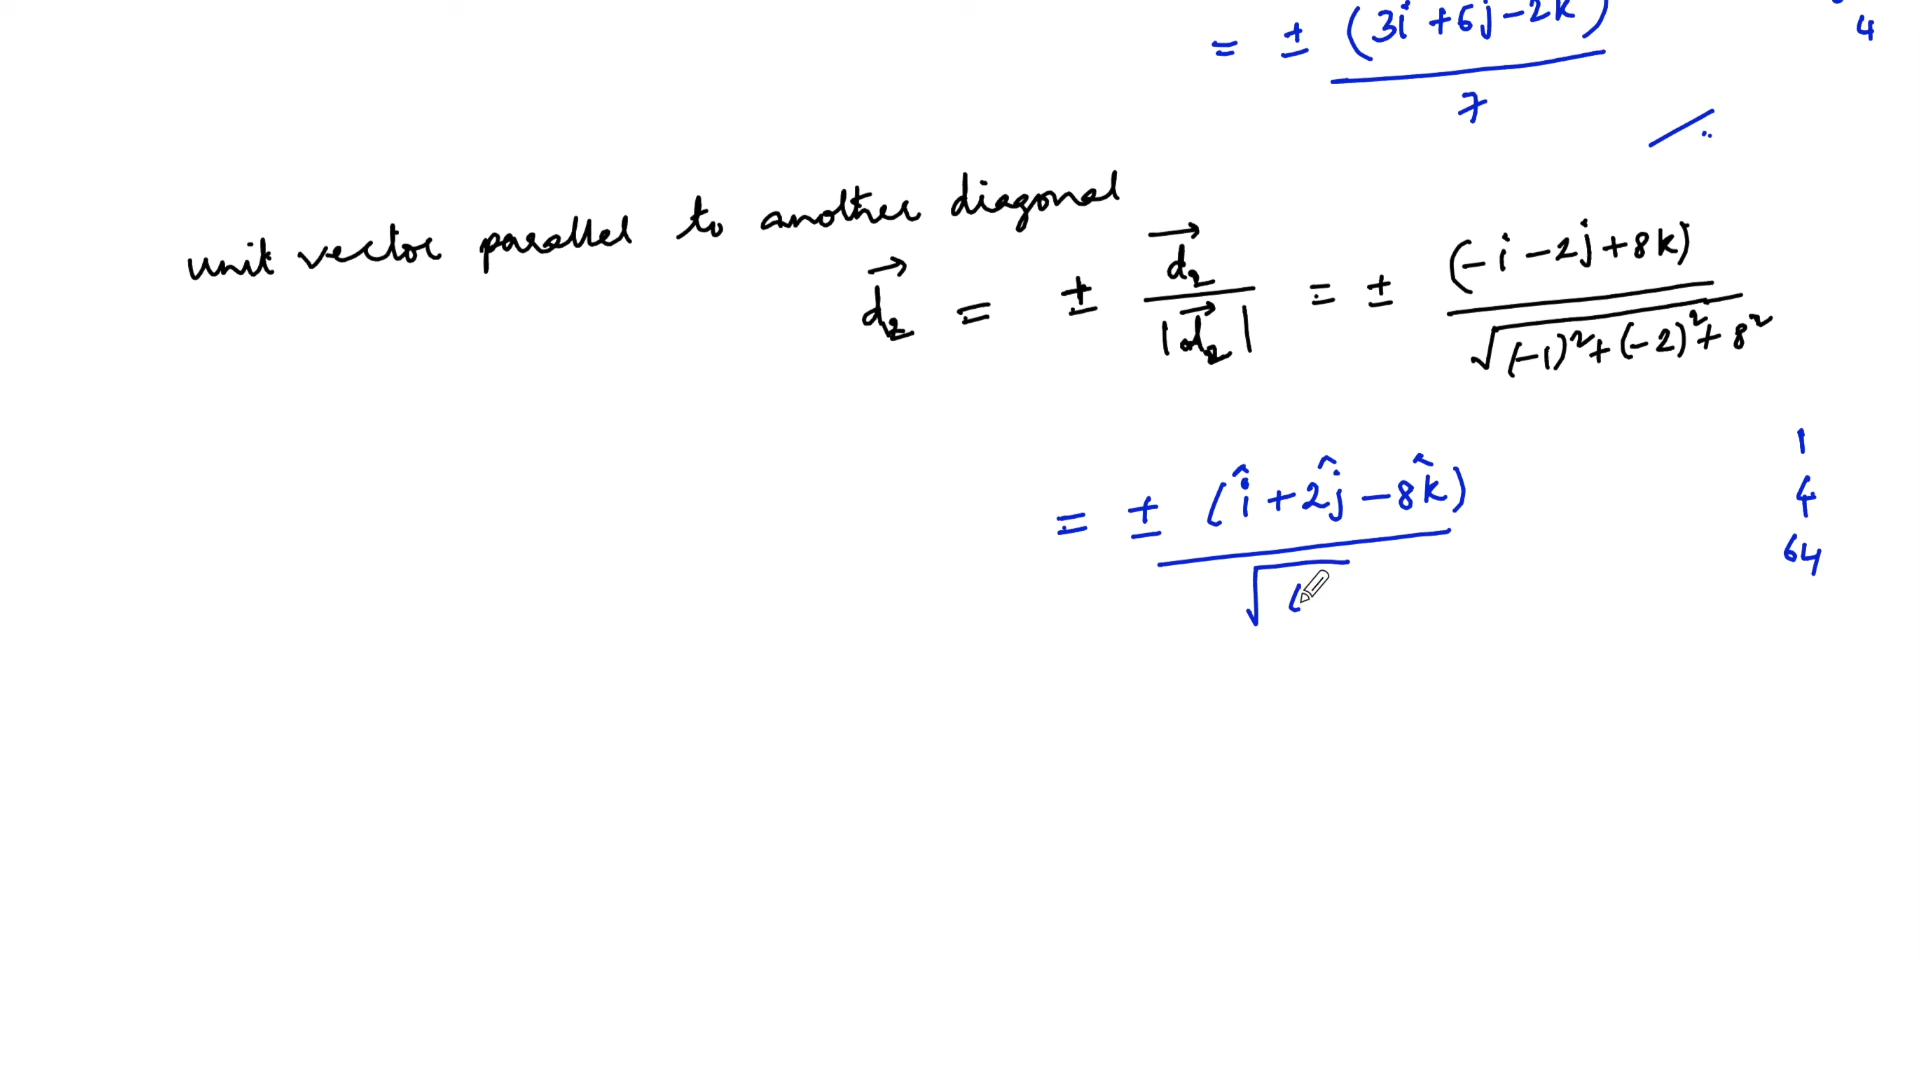 = ± (3i + 6j - 2k)
7
4
unit vector parallel to another diagonal
d₂→ = ± d₂→ / |d₂→| = ± (-i - 2j + 8k) / √(-1)² + (-2)² + 8²
= ± (î + 2ĵ - 8k̂)
√
1
4
64